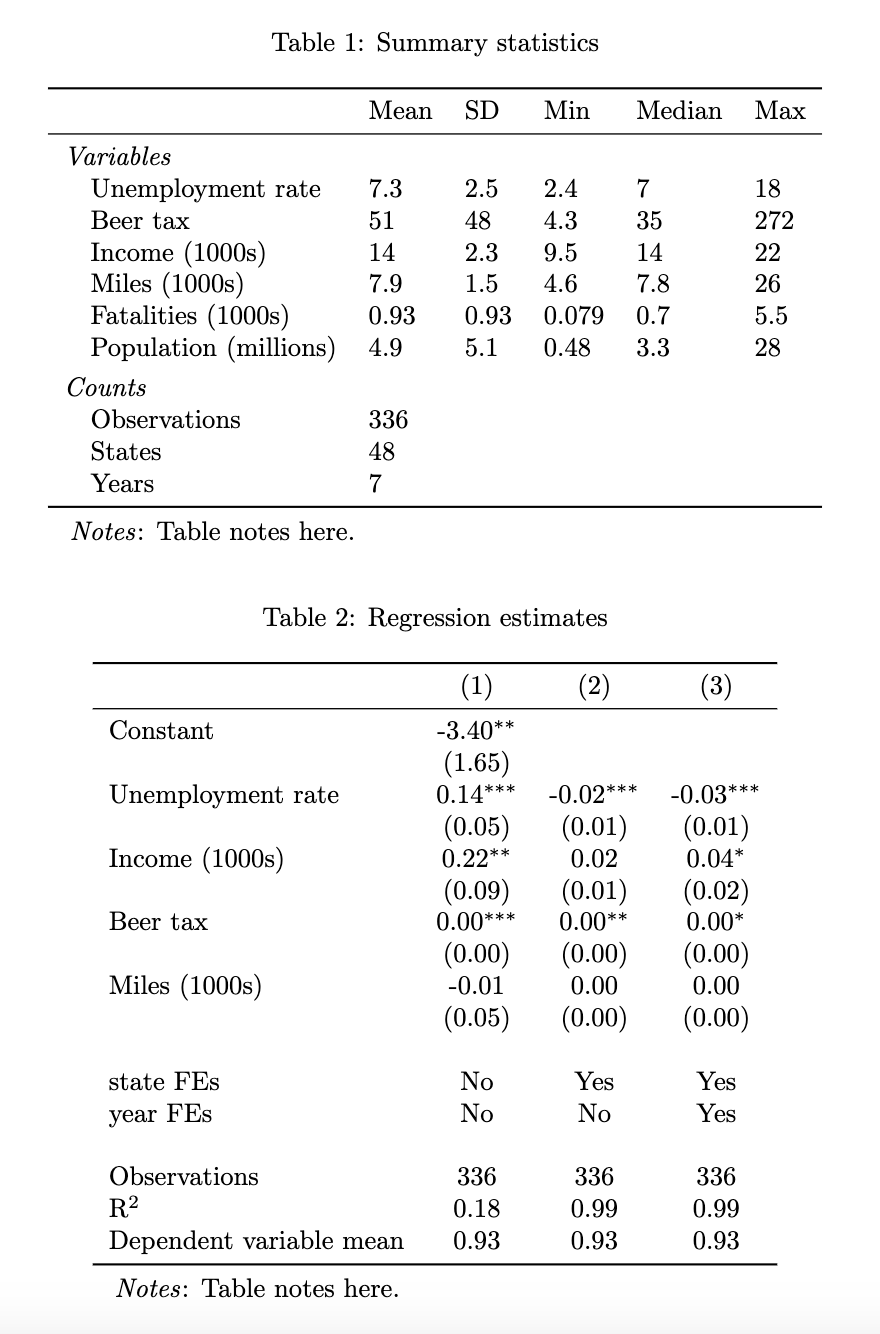 Table 1: Summary statistics
Mean SD Min Median Max
Variables
Unemployment rate 7.3 2.5 2.4 7 18
Beer tax 51 48 4.3 35 272
Income (1000s) 14 2.3 9.5 14 22
Miles (1000s) 7.9 1.5 4.6 7.8 26
Fatalities (1000s) 0.93 0.93 0.079 0.7 5.5
Population (millions) 4.9 5.1 0.48 3.3 28
Counts
Observations 336
States 48
Years 7
Notes: Table notes here.
Table 2: Regression estimates
(1) (2) (3)
Constant -3.40**
(1.65)
Unemployment rate 0.14*** -0.02*** -0.03***
(0.05) (0.01) (0.01)
Income (1000s) 0.22** 0.02 0.04*
(0.09) (0.01) (0.02)
Beer tax 0.00*** 0.00** 0.00*
(0.00) (0.00) (0.00)
Miles (1000s) -0.01 0.00 0.00
(0.05) (0.00) (0.00)
state FEs No Yes Yes
year FEs No No Yes
Observations 336 336 336
R² 0.18 0.99 0.99
Dependent variable mean 0.93 0.93 0.93
Notes: Table notes here.